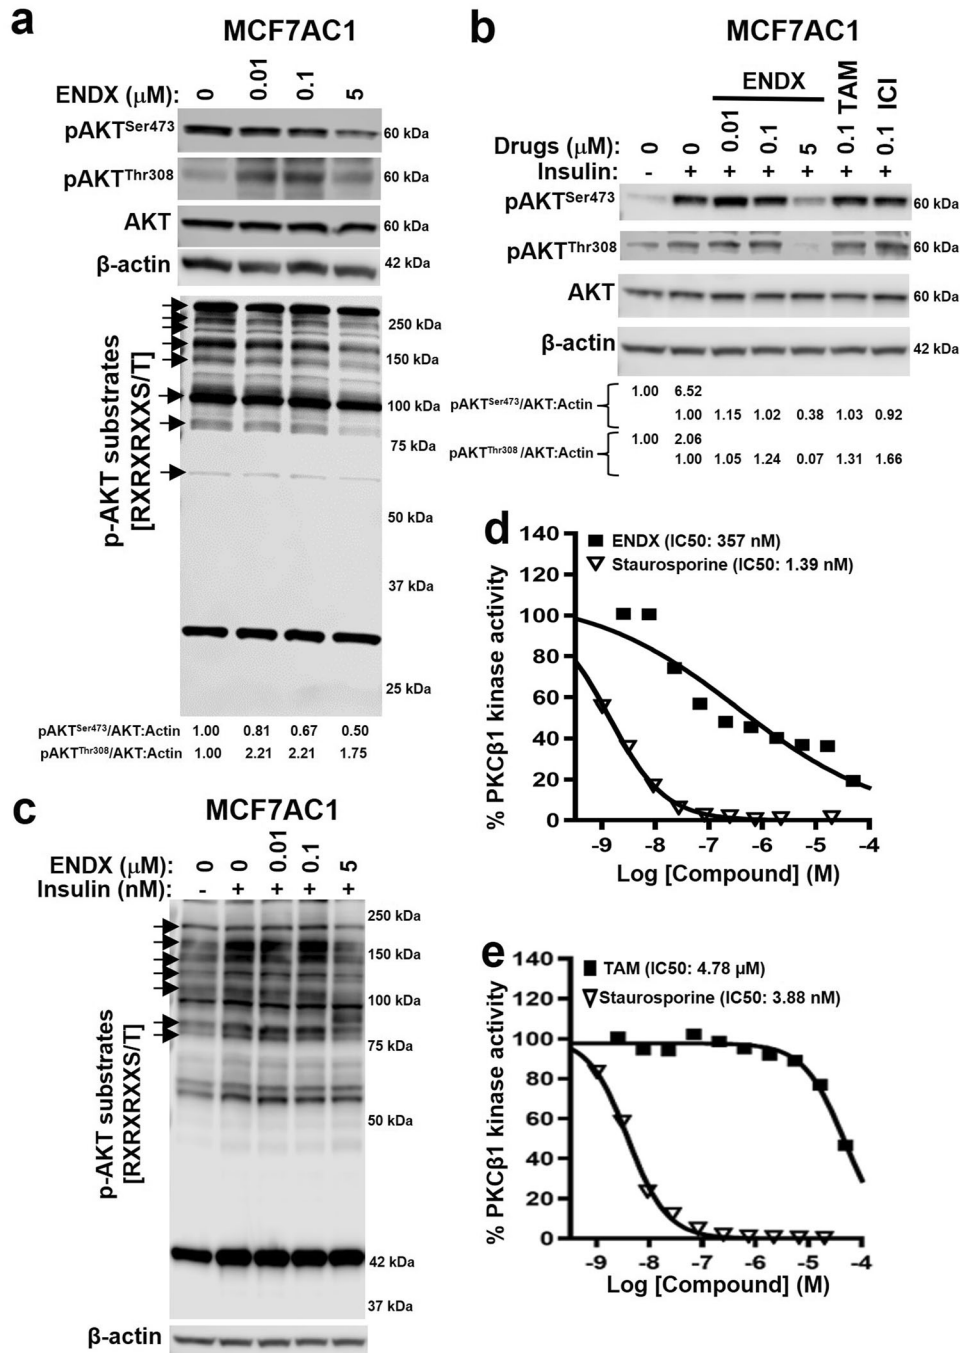 a
MCF7AC1
ENDX (μM): 0 0.01 0.1 5
pAKTSer473 60 kDa
pAKTThr308 60 kDa
AKT 60 kDa
β-actin 42 kDa
p-AKT substrates
[RXRXRXXS/T]
250 kDa
150 kDa
100 kDa
75 kDa
50 kDa
37 kDa
25 kDa
pAKTSer473/AKT:Actin 1.00 0.81 0.67 0.50
pAKTThr308/AKT:Actin 1.00 2.21 2.21 1.75
b
MCF7AC1
ENDX TAM ICI
Drugs (μM): 0 0 0.01 0.1 5 0.1 0.1
Insulin: - + + + + + +
pAKTSer473 60 kDa
pAKTThr308 60 kDa
AKT 60 kDa
β-actin 42 kDa
pAKTSer473/AKT:Actin
1.00 6.52
1.00 1.15 1.02 0.38 1.03 0.92
pAKTThr308/AKT:Actin
1.00 2.06
1.00 1.05 1.24 0.07 1.31 1.66
c
MCF7AC1
ENDX (μM): 0 0 0.01 0.1 5
Insulin (nM): - + + + +
p-AKT substrates
[RXRXRXXS/T]
250 kDa
150 kDa
100 kDa
75 kDa
50 kDa
42 kDa
37 kDa
β-actin
d
ENDX (IC50: 357 nM)
Staurosporine (IC50: 1.39 nM)
% PKCβ1 kinase activity
140
120
100
80
60
40
20
0
-9 -8 -7 -6 -5 -4
Log [Compound] (M)
e
TAM (IC50: 4.78 μM)
Staurosporine (IC50: 3.88 nM)
% PKCβ1 kinase activity
140
120
100
80
60
40
20
0
-9 -8 -7 -6 -5 -4
Log [Compound] (M)